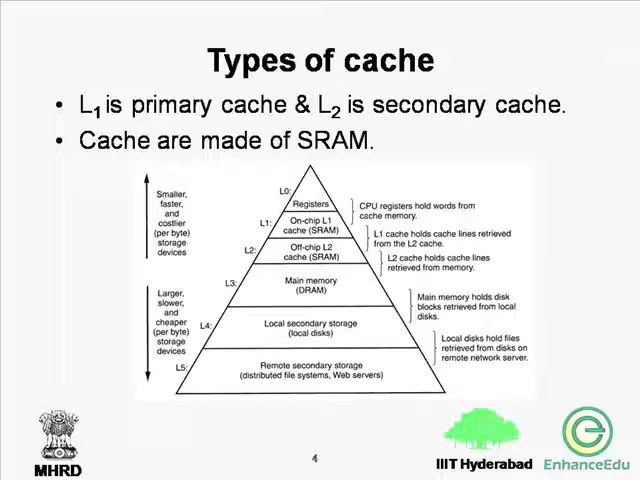 Types of cache
• L1 is primary cache & L2 is secondary cache.
• Cache are made of SRAM.
Smaller,
faster,
and
costlier
(per byte)
storage
devices
Larger,
slower,
and
cheaper
(per byte)
storage
devices
L0:
Registers
L1:
On-chip L1
cache (SRAM)
L2:
Off-chip L2
cache (SRAM)
L3:
Main memory
(DRAM)
L4:
Local secondary storage
(local disks)
L5:
Remote secondary storage
(distributed file systems, Web servers)
CPU registers hold words from
cache memory.
L1 cache holds cache lines retrieved
from the L2 cache.
L2 cache holds cache lines
retrieved from memory.
Main memory holds disk
blocks retrieved from local
disks.
Local disks hold files
retrieved from disks on
remote network server.
MHRD
4
IIIT Hyderabad
EnhanceEdu